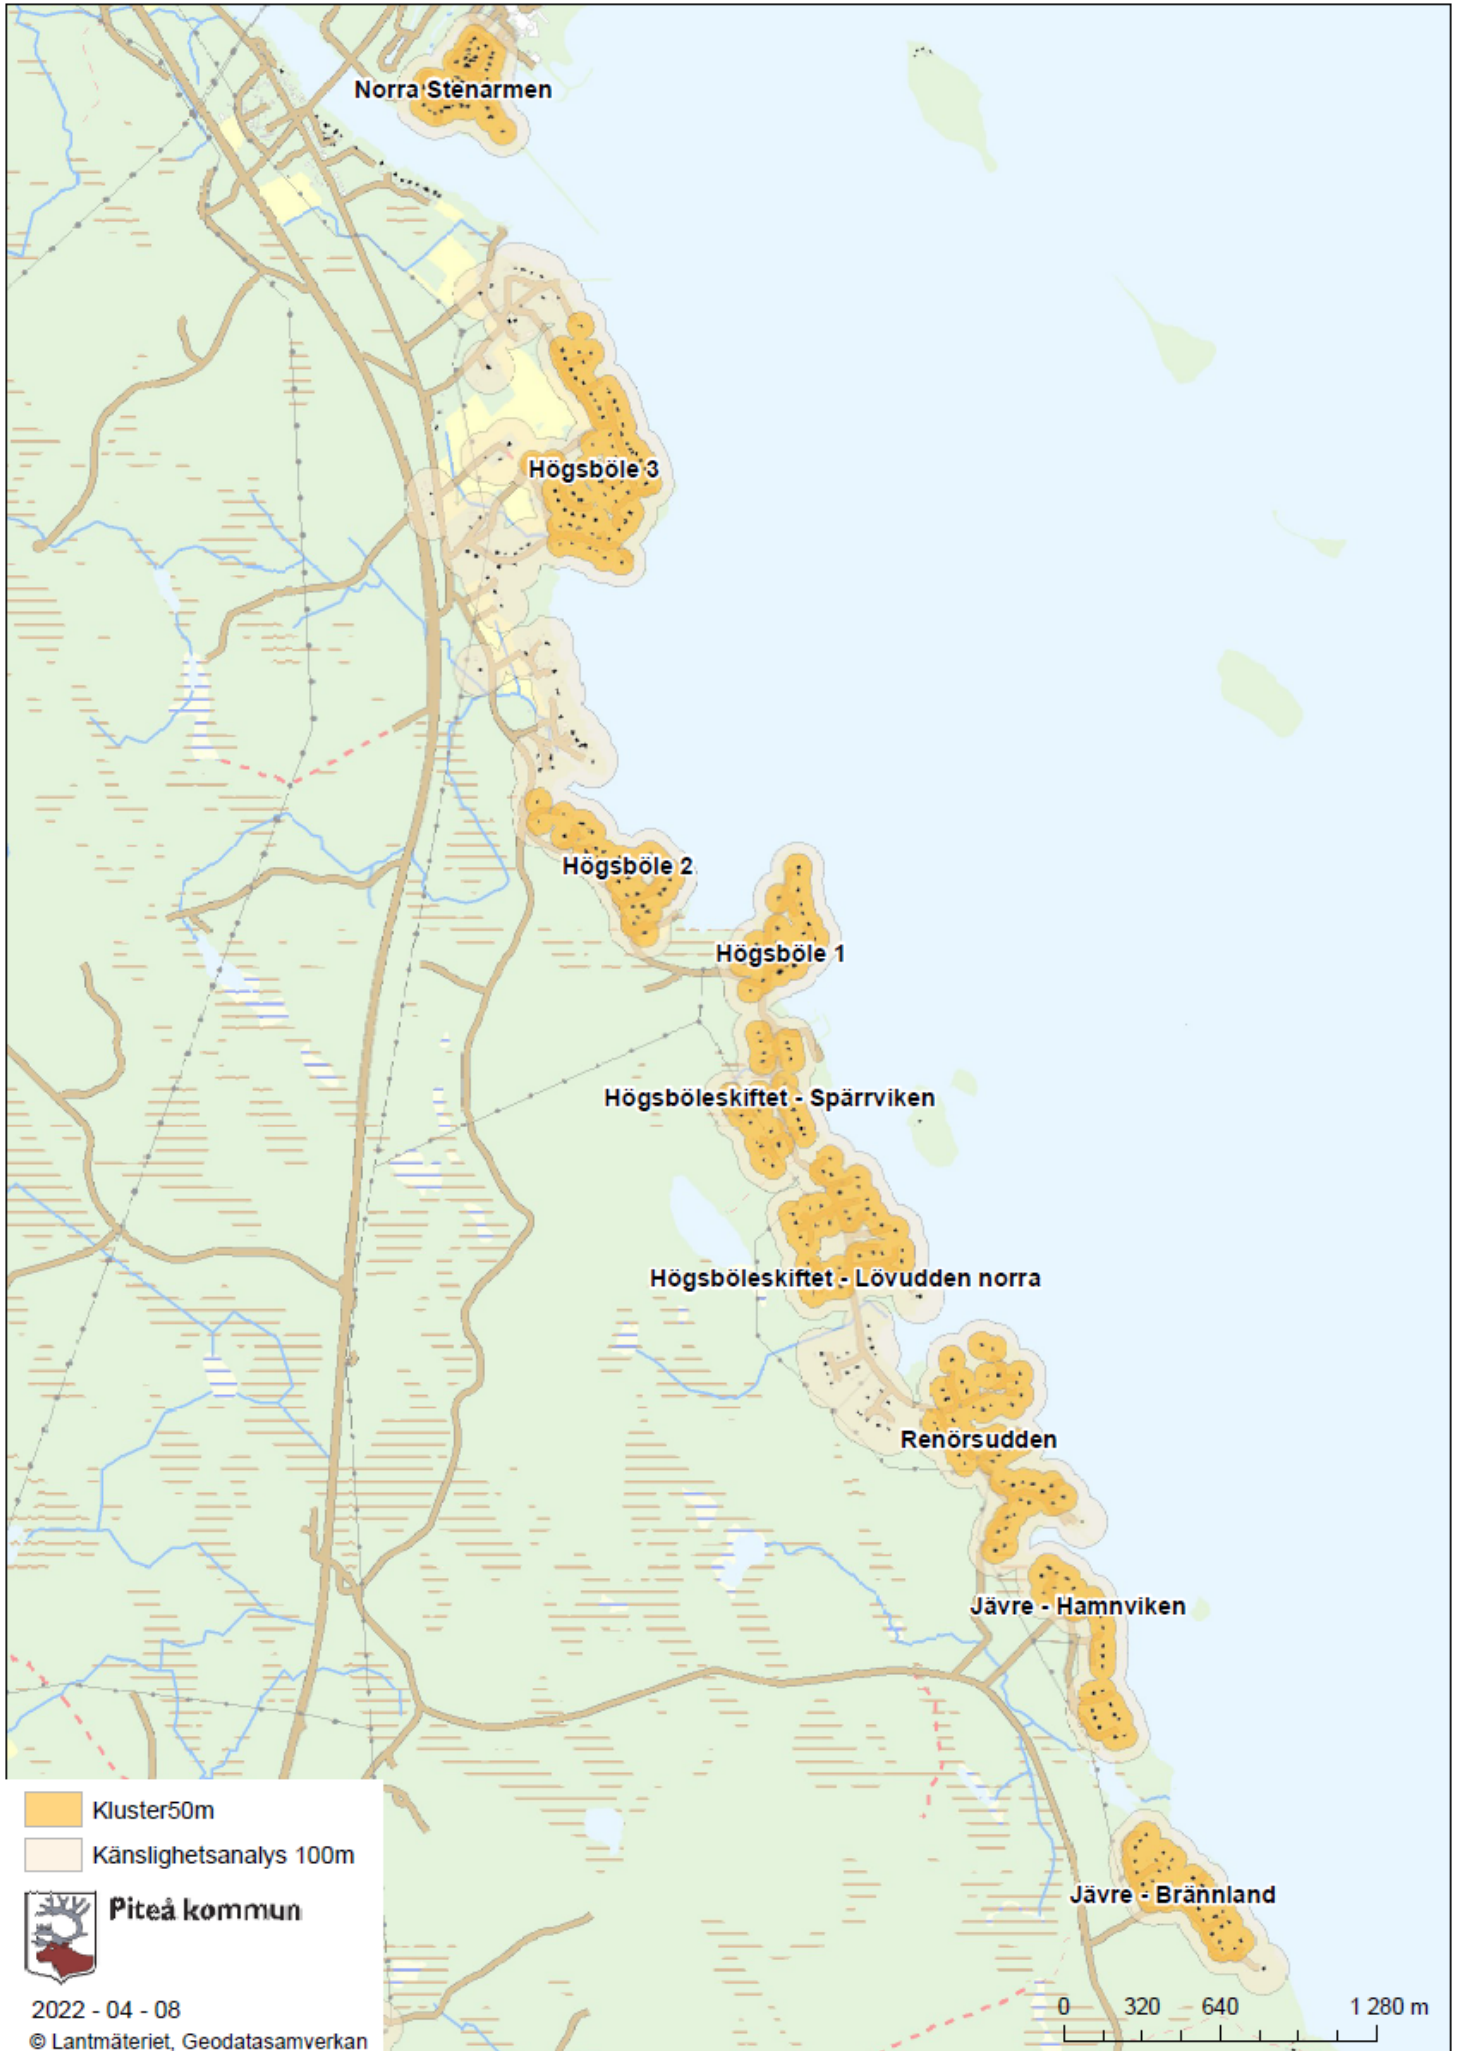 Norra Stenarmen
Högsböle 3
Högsböle 2
Högsböle 1
Högsböleskiftet - Spärrviken
Högsböleskiftet - Lövudden norra
Renörsudden
Jävre - Hamnviken
Jävre - Brännland
Kluster50m
Känslighetsanalys 100m
Piteå kommun
2022 - 04 - 08
© Lantmäteriet, Geodatasamverkan
0 320 640 1 280 m